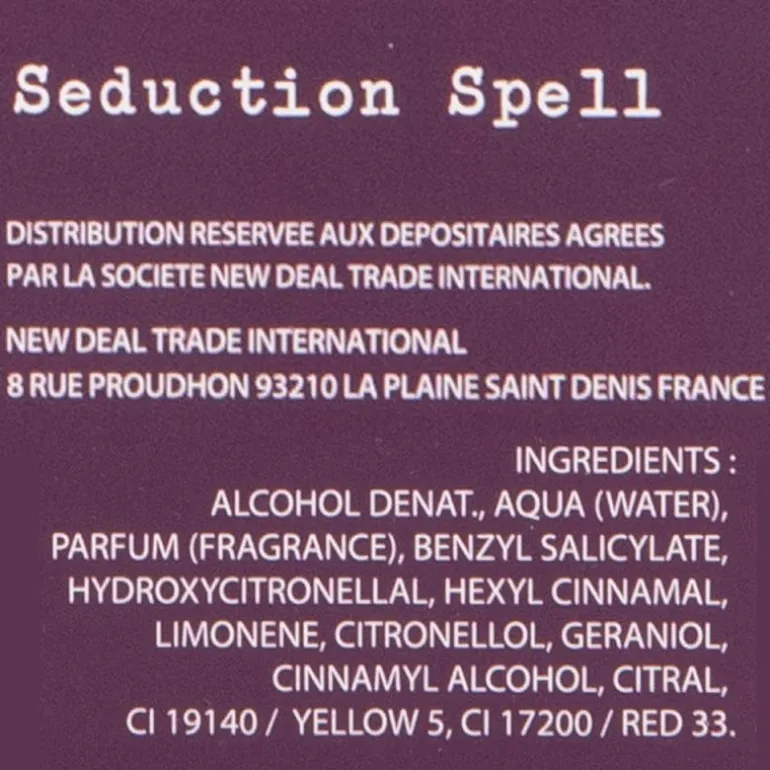 Seduction Spell
DISTRIBUTION RESERVEE AUX DEPOSITAIRES AGREES
PAR LA SOCIETE NEW DEAL TRADE INTERNATIONAL.
NEW DEAL TRADE INTERNATIONAL
8 RUE PROUDHON 93210 LA PLAINE SAINT DENIS FRANCE
INGREDIENTS :
ALCOHOL DENAT., AQUA (WATER),
PARFUM (FRAGRANCE), BENZYL SALICYLATE,
HYDROXYCITRONELLAL, HEXYL CINNAMAL,
LIMONENE, CITRONELLOL, GERANIOL,
CINNAMYL ALCOHOL, CITRAL,
CI 19140 / YELLOW 5, CI 17200 / RED 33.